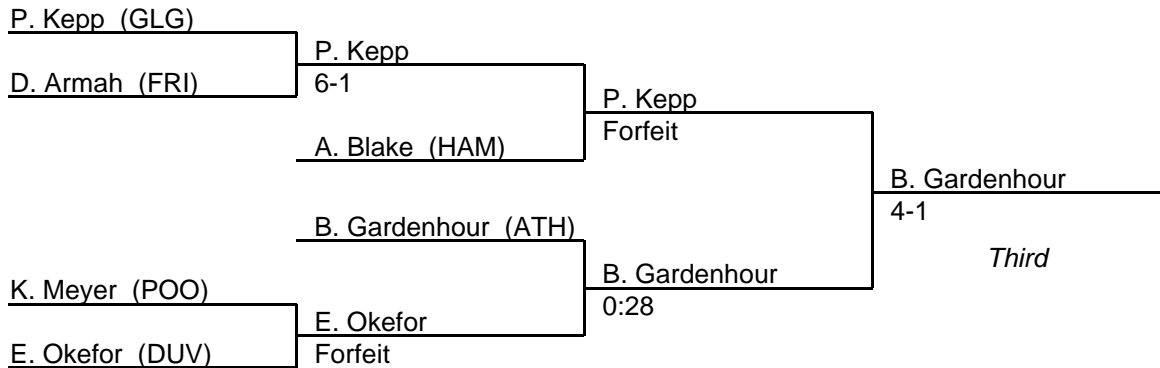 P. Kepp (GLG)
P. Kepp
D. Armah (FRI)
6-1
P. Kepp
Forfeit
A. Blake (HAM)
B. Gardenhour
4-1
B. Gardenhour (ATH)
Third
B. Gardenhour
K. Meyer (POO)
0:28
E. Okefor
E. Okefor (DUV)
Forfeit